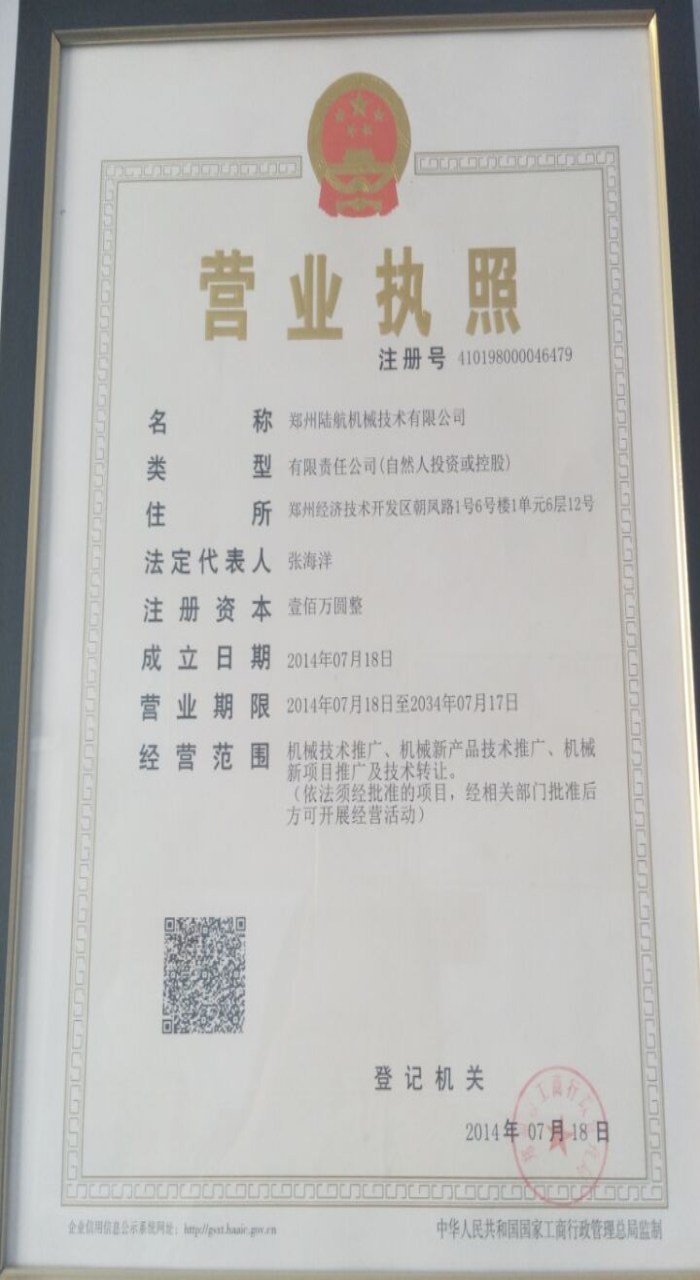 营业执照
注册号 410198000046479
名称 郑州陆航机械技术有限公司
类型 有限责任公司(自然人投资或控股)
住所 郑州经济技术开发区朝凤路1号6号楼1单元6层12号
法定代表人 张海洋
注册资本 壹佰万圆整
成立日期 2014年07月18日
营业期限 2014年07月18日至2034年07月17日
经营范围 机械技术推广、机械新产品技术推广、机械
新项目推广及技术转让。
(依法须经批准的项目，经相关部门批准后
方可开展经营活动)
登记机关
工商行
2014年 07月 18日
企业信用信息公示系统网址：http://gsxt.haaic.gov.cn
中华人民共和国国家工商行政管理总局监制